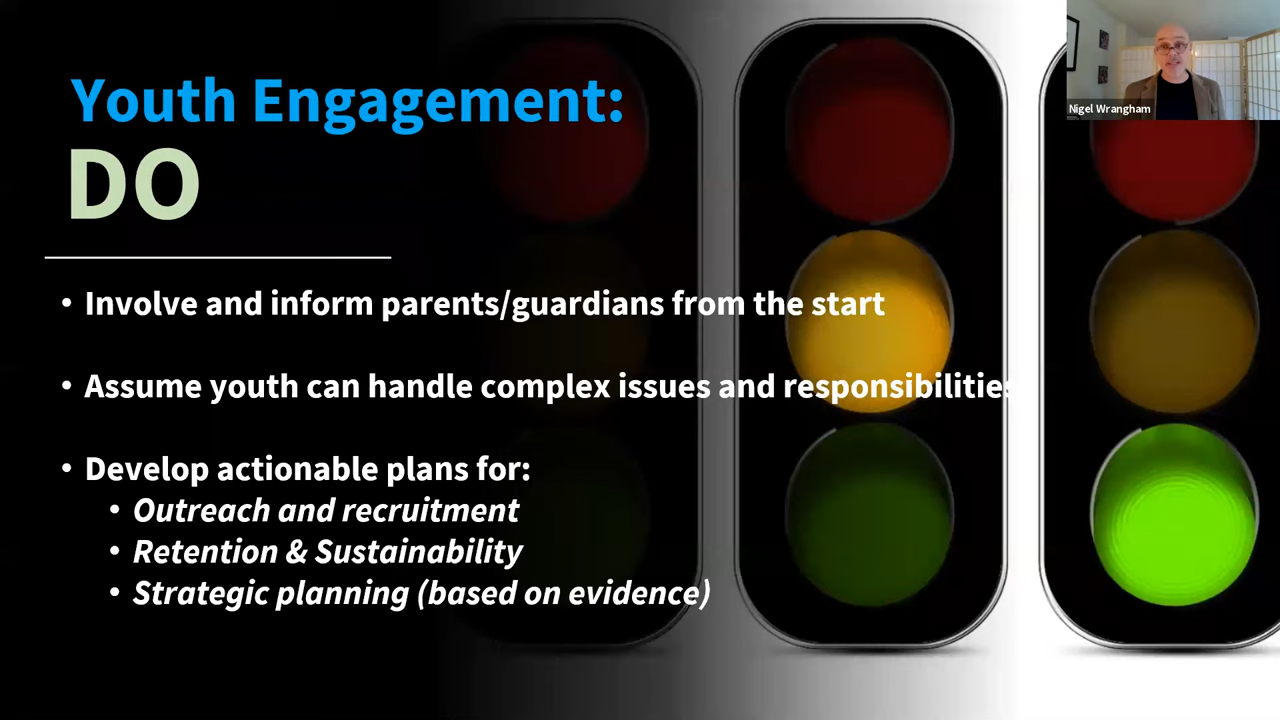 Youth Engagement:
DO
• Involve and inform parents/guardians from the start
• Assume youth can handle complex issues and responsibilities
• Develop actionable plans for:
• Outreach and recruitment
• Retention & Sustainability
• Strategic planning (based on evidence)
Nigel Wrangham